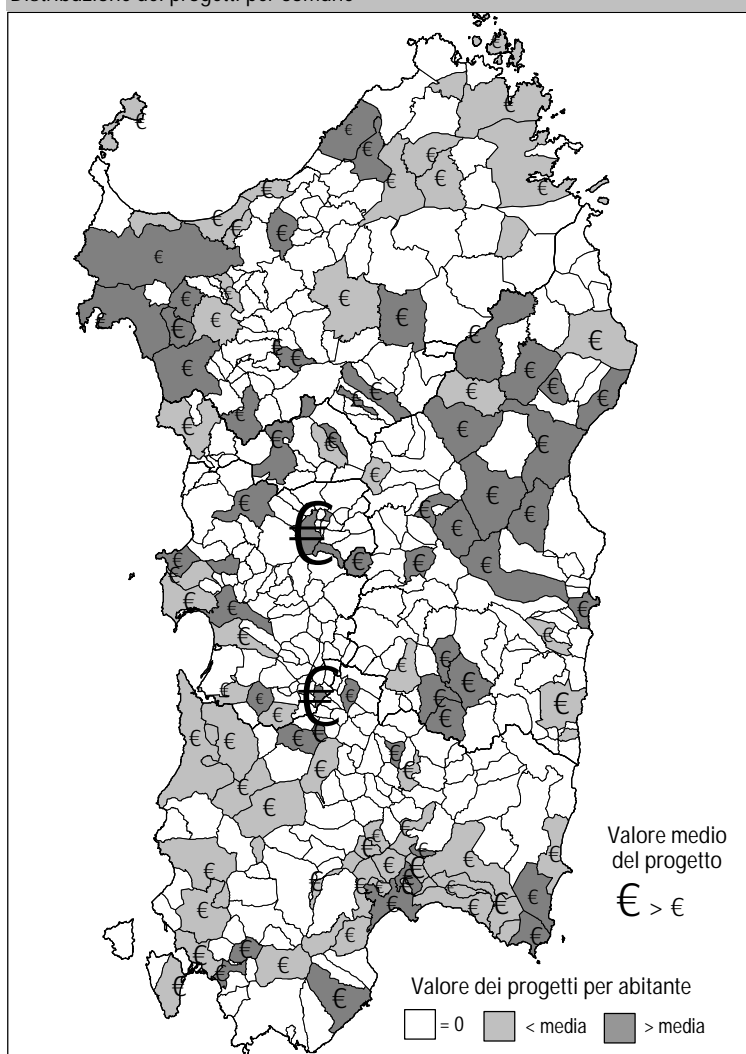 Distribuzione dei progetti per comune
Valore medio
del progetto
€ > €
Valore dei progetti per abitante
= 0
< media
> media